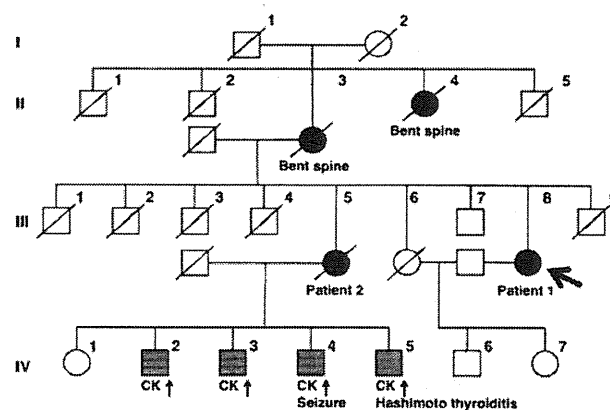 I
1
2
II
1
2
3
4
5
Bent spine
Bent spine
III
1
2
3
4
5
6
7
8
Patient 2
Patient 1
IV
1
2
3
4
5
6
7
CK ↑
CK ↑
CK ↑
CK ↑
Seizure
Hashimoto thyroiditis